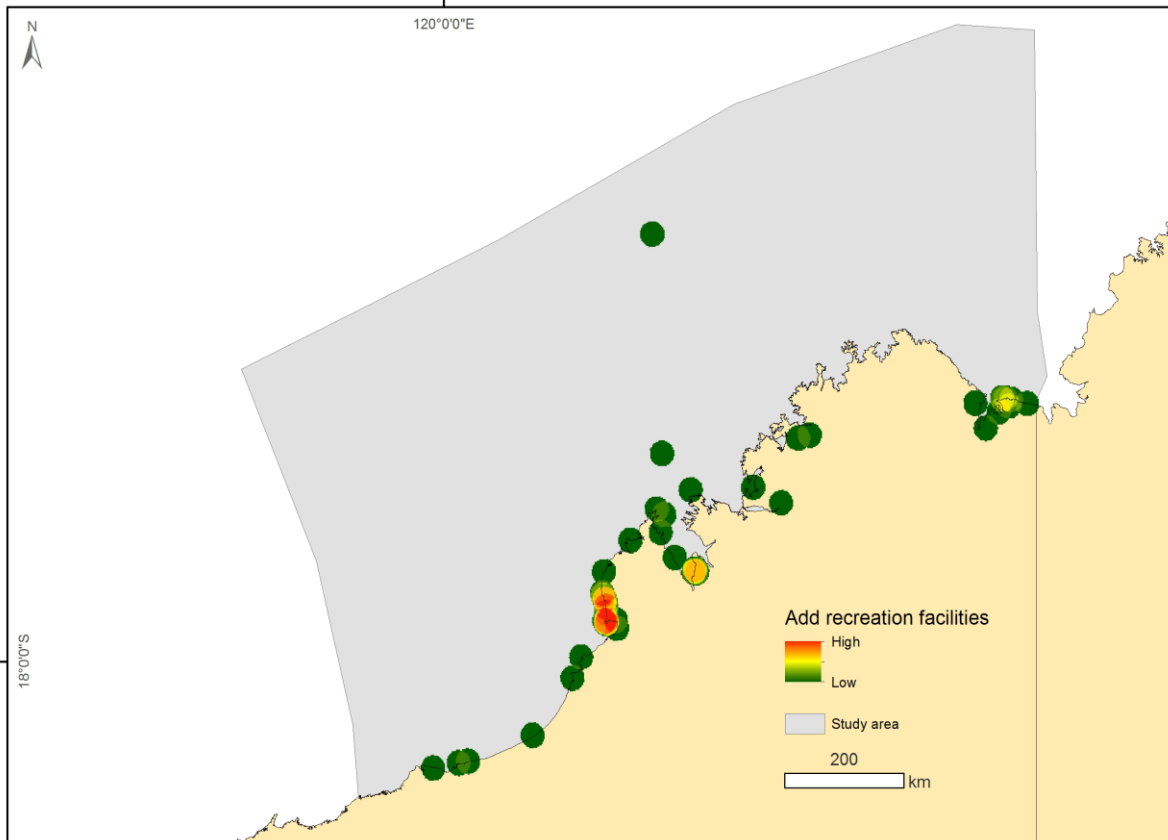 N
120°0'0"E
18°0'0"S
Add recreation facilities
High
Low
Study area
200
km